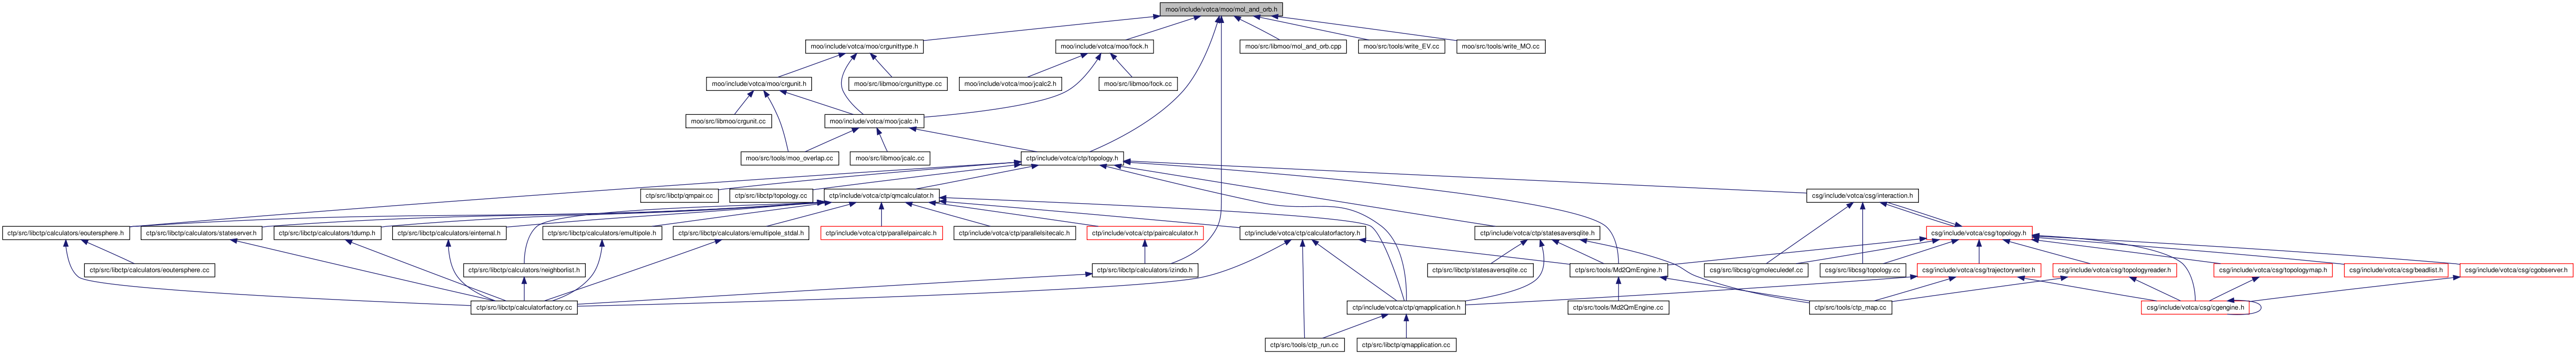 moo/include/votca/moo/mol_and_orb.h
moo/include/votca/moo/crgunittype.h
moo/include/votca/moo/fock.h
moo/src/libmoo/mol_and_orb.cpp
moo/src/tools/write_EV.cc
moo/src/tools/write_MO.cc
moo/include/votca/moo/crgunit.h
moo/src/libmoo/crgunittype.cc
moo/include/votca/moo/jcalc2.h
moo/src/libmoo/fock.cc
moo/src/libmoo/crgunit.cc
moo/include/votca/moo/jcalc.h
moo/src/tools/moo_overlap.cc
moo/src/libmoo/jcalc.cc
ctp/include/votca/ctp/topology.h
ctp/src/libctp/qmpair.cc
ctp/src/libctp/topology.cc
ctp/include/votca/ctp/qmcalculator.h
csg/include/votca/csg/interaction.h
ctp/src/libctp/calculators/eoutersphere.h
ctp/src/libctp/calculators/stateserver.h
ctp/src/libctp/calculators/tdump.h
ctp/src/libctp/calculators/einternal.h
ctp/src/libctp/calculators/emultipole.h
ctp/src/libctp/calculators/emultipole_stdal.h
ctp/include/votca/ctp/parallelpaircalc.h
ctp/include/votca/ctp/parallelsitecalc.h
ctp/include/votca/ctp/paircalculator.h
ctp/include/votca/ctp/calculatorfactory.h
ctp/include/votca/ctp/statesaversqlite.h
csg/include/votca/csg/topology.h
ctp/src/libctp/calculators/eoutersphere.cc
ctp/src/libctp/calculators/neighborlist.h
ctp/src/libctp/calculators/izindo.h
ctp/src/libctp/statesaversqlite.cc
ctp/src/tools/Md2QmEngine.h
csg/src/libcsg/cgmoleculedef.cc
csg/src/libcsg/topology.cc
csg/include/votca/csg/trajectorywriter.h
csg/include/votca/csg/topologyreader.h
csg/include/votca/csg/topologymap.h
csg/include/votca/csg/beadlist.h
csg/include/votca/csg/cgobserver.h
ctp/src/libctp/calculatorfactory.cc
ctp/include/votca/ctp/qmapplication.h
ctp/src/tools/Md2QmEngine.cc
ctp/src/tools/ctp_map.cc
csg/include/votca/csg/cgengine.h
ctp/src/tools/ctp_run.cc
ctp/src/libctp/qmapplication.cc